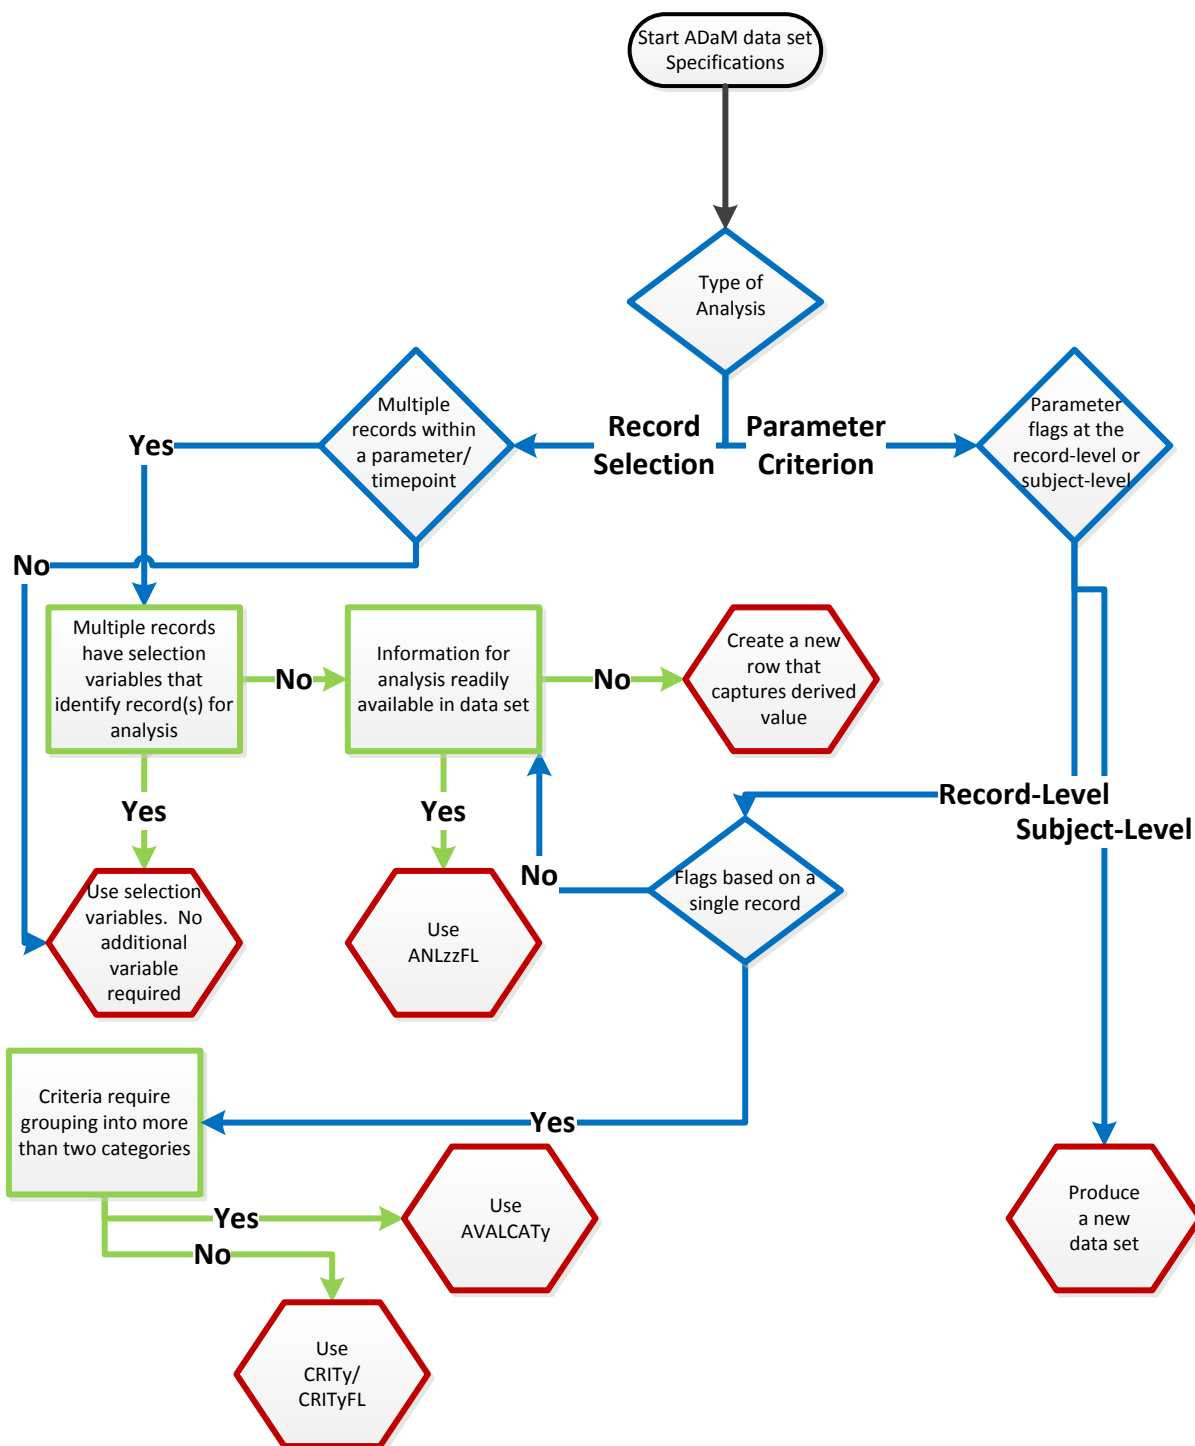 Start ADaM data set
Specifications
Type of
Analysis
Multiple
records within
a parameter/
timepoint
Yes
Record
Selection
Parameter
Criterion
Parameter
flags at the
record-level or
subject-level
No
Multiple records
have selection
variables that
identify record(s) for
analysis
No
Information for
analysis readily
available in data set
No
Create a new
row that
captures derived
value
Yes
Yes
Record-Level
Subject-Level
No
Flags based on a
single record
Use selection
variables.  No
additional
variable
required
Use
ANLzzFL
Criteria require
grouping into more
than two categories
Yes
Yes
Use
AVALCATy
No
Use
CRITy/
CRITyFL
Produce
a new
data set